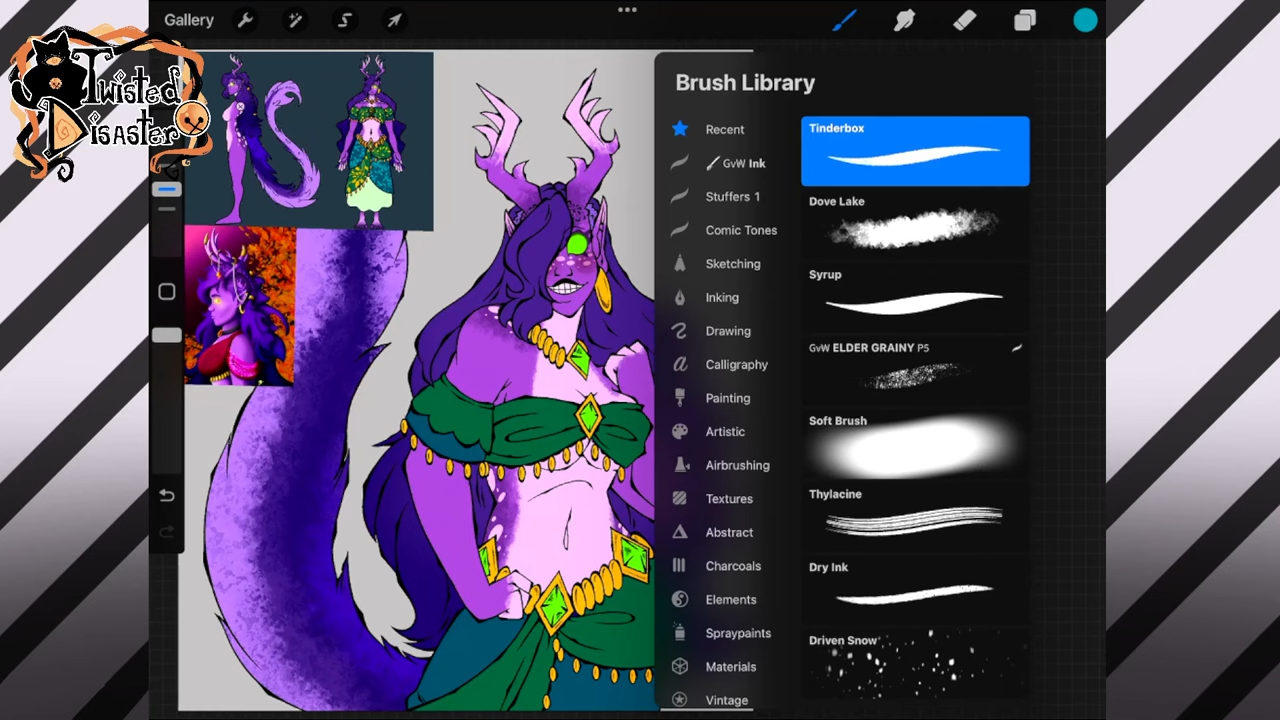 Twisted
Disaster
Gallery
Brush Library
Recent
GvW Ink
Stuffers 1
Comic Tones
Sketching
Inking
Drawing
Calligraphy
Painting
Artistic
Airbrushing
Textures
Abstract
Charcoals
Elements
Spraypaints
Materials
Vintage
Tinderbox
Dove Lake
Syrup
GvW ELDER GRAINY P5
Soft Brush
Thylacine
Dry Ink
Driven Snow